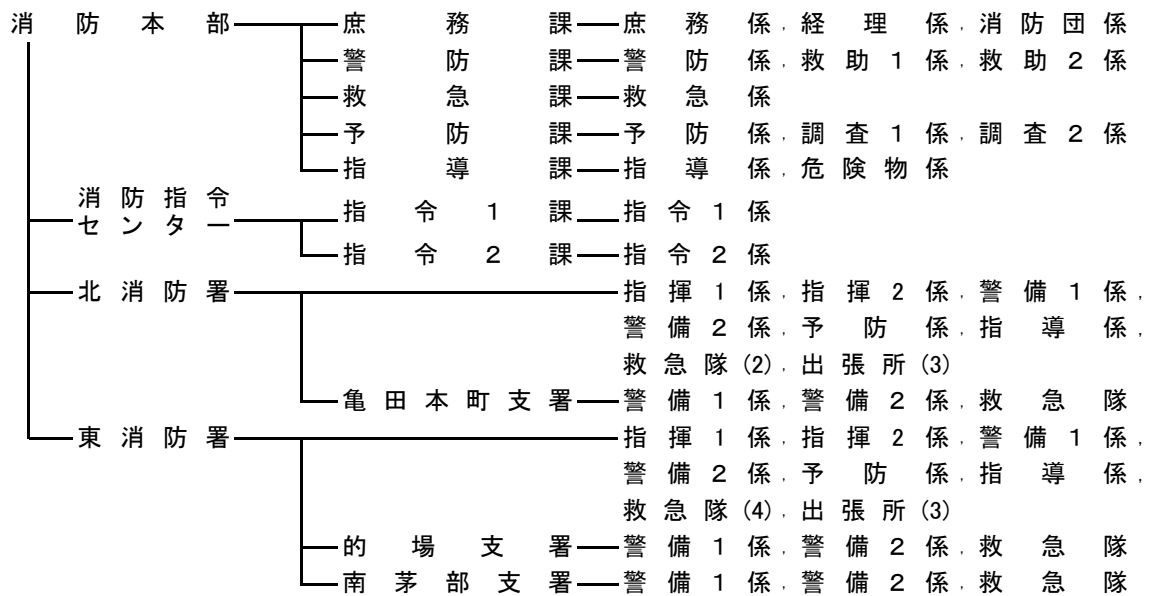 消防本部 庶務課 庶務係，経理係，消防団係
警防課 警防係，救助1係，救助2係
救急課 救急係
予防課 予防係，調査1係，調査2係
指導課 指導係，危険物係
消防指令
センター 指令1課 指令1係
指令2課 指令2係
北消防署 指揮1係，指揮2係，警備1係，
警備2係，予防係，指導係，
救急隊(2)，出張所(3)
亀田本町支署 警備1係，警備2係，救急隊
東消防署 指揮1係，指揮2係，警備1係，
警備2係，予防係，指導係，
救急隊(4)，出張所(3)
的場支署 警備1係，警備2係，救急隊
南茅部支署 警備1係，警備2係，救急隊